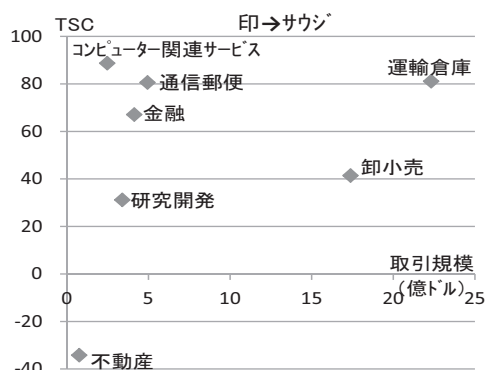 TSC
印→サウジ
100
コンピューター関連サービス
運輸倉庫
80
通信郵便
金融
60
40
卸小売
研究開発
20
取引規模
0
(億ドル)
0 5 10 15 20 25
-20
不動産
-40